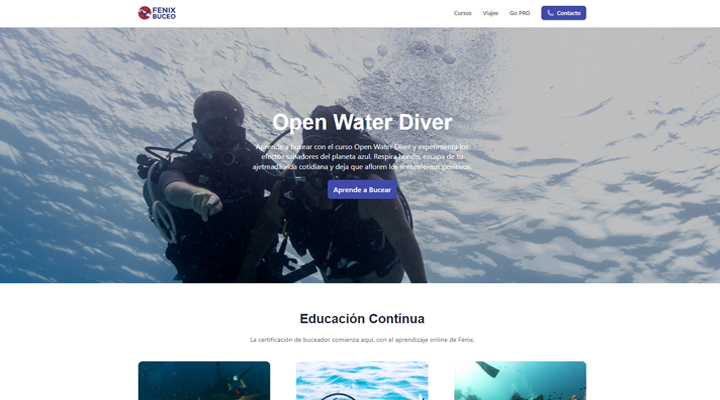 FENIX
BUCEO
Cursos
Viajes
Go PRO
Contacto
Open Water Diver
Aprende a bucear con el curso Open Water Diver y experimenta los
efectos sanadores del planeta azul. Respira hondo, escapa de tu
ajetreada vida cotidiana y deja que afloren los sentimientos positivos.
Aprende a Bucear
Educación Contínua
La certificación de buceador comienza aquí, con el aprendizaje online de Fenix.